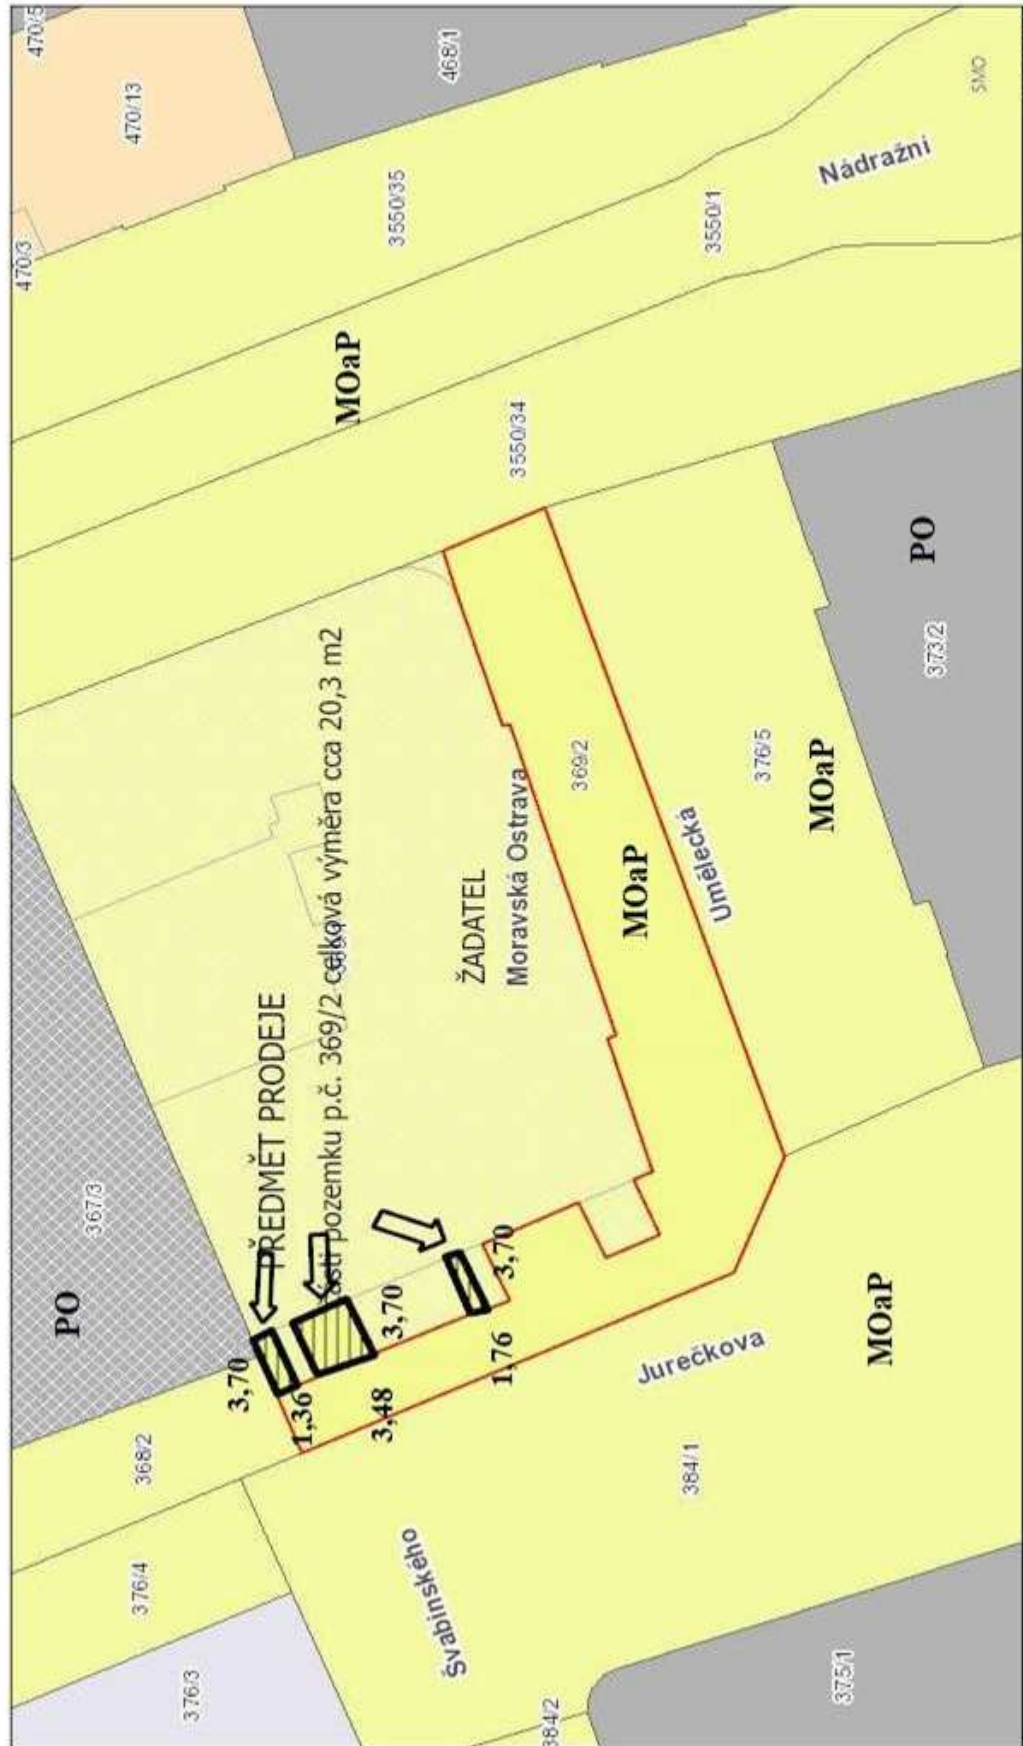 470/5
470/13
468/1
SMO
470/3
3550/35
3550/1
Nádražní
MOaP
3550/34
PO
373/2
376/5
MOaP
369/2
MOaP
Umělecká
ŽADATEL
Moravská Ostrava
PŘEDMĚT PRODEJE
části pozemku p.č. 369/2 celková výměra cca 20,3 m2
367/3
PO
3,70
1,36
3,70
3,48
3,70
1,76
368/2
376/4
376/3
Švabinského
Jurečkova
384/1
MOaP
384/2
375/1